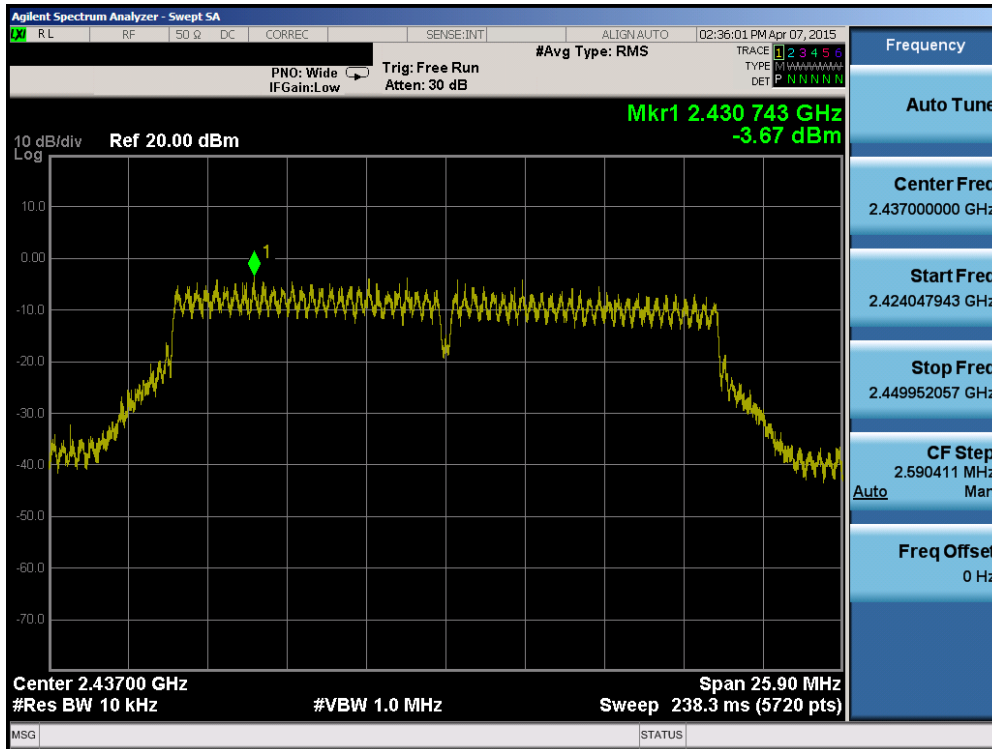 Agilent Spectrum Analyzer - Swept SA
LXI RL RF 50 Ω DC CORREC SENSE:INT ALIGN AUTO 02:36:01 PM Apr 07, 2015
#Avg Type: RMS TRACE 1 2 3 4 5 6
PNO: Wide Trig: Free Run TYPE M WWWWW
IFGain:Low Atten: 30 dB DET P N N N N N
Mkr1 2.430 743 GHz
-3.67 dBm
10 dB/div Ref 20.00 dBm
Log
10.0
1
0.00
-10.0
-20.0
-30.0
-40.0
-50.0
-60.0
-70.0
Center 2.43700 GHz Span 25.90 MHz
#Res BW 10 kHz #VBW 1.0 MHz Sweep 238.3 ms (5720 pts)
MSG STATUS
Frequency
Auto Tune
Center Freq
2.437000000 GHz
Start Freq
2.424047943 GHz
Stop Freq
2.449952057 GHz
CF Step
2.590411 MHz
Auto Man
Freq Offset
0 Hz